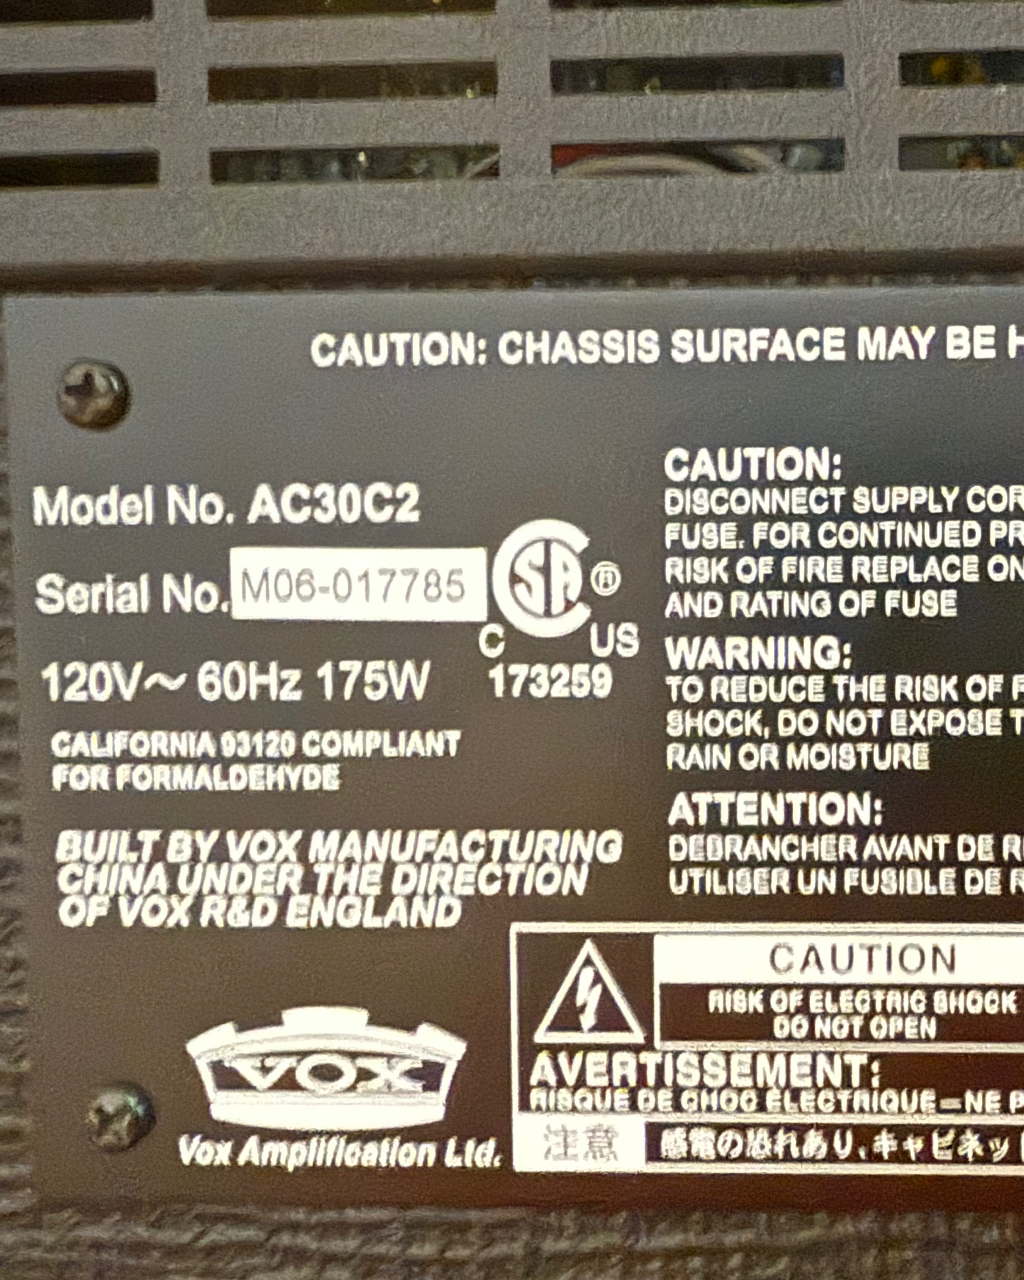 CAUTION: CHASSIS SURFACE MAY BE H
Model No. AC30C2
Serial No. M06-017785
120V~ 60Hz 175W
CALIFORNIA 93120 COMPLIANT
FOR FORMALDEHYDE
BUILT BY VOX MANUFACTURING
CHINA UNDER THE DIRECTION
OF VOX R&D ENGLAND
SA ®
C US
173259
VOX
Vox Amplification Ltd.
CAUTION:
DISCONNECT SUPPLY COR
FUSE. FOR CONTINUED PR
RISK OF FIRE REPLACE ON
AND RATING OF FUSE
WARNING:
TO REDUCE THE RISK OF F
SHOCK, DO NOT EXPOSE T
RAIN OR MOISTURE
ATTENTION:
DEBRANCHER AVANT DE R
UTILISER UN FUSIBLE DE R
CAUTION
RISK OF ELECTRIC SHOCK
DO NOT OPEN
AVERTISSEMENT:
RISQUE DE CHOC ELECTRIQUE–NE P
注意 感電の恐れあり、キャビネッ